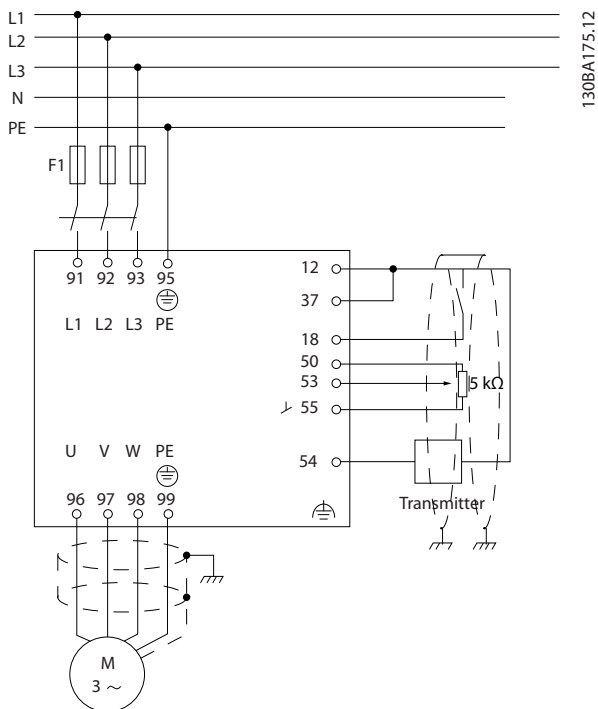 L1
L2
L3
N
PE
130BA175.12
F1
91 92 93 95
L1 L2 L3 PE
12
37
18
50
53
55
5 kΩ
54
Transmitter
U V W PE
96 97 98 99
M
3 ~